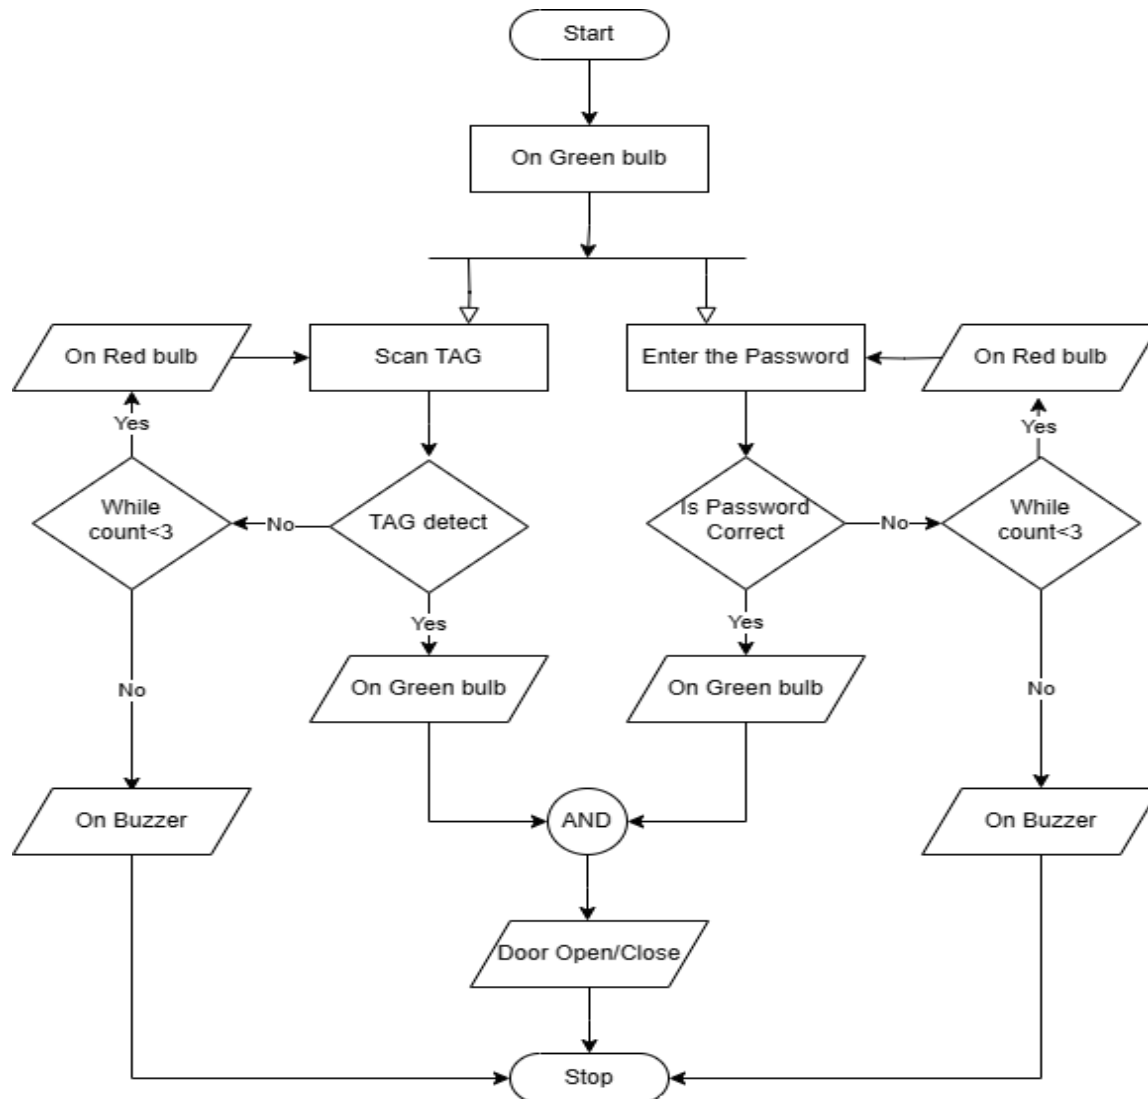 Start
On Green bulb
On Red bulb
Scan TAG
Enter the Password
On Red bulb
Yes
Yes
While
count<3
No
TAG detect
Is Password
Correct
No
While
count<3
Yes
Yes
No
On Green bulb
On Green bulb
No
On Buzzer
AND
On Buzzer
Door Open/Close
Stop